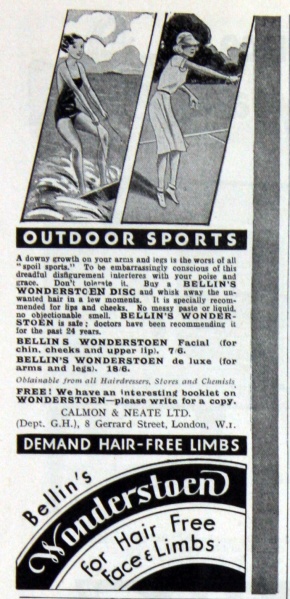 OUTDOOR SPORTS
A downy growth on your arms and legs is the worst of all
"spoil sports." To be embarrassingly conscious of this
dreadful disfigurement interferes with your poise and
grace. Don't tolerate it. Buy a BELLIN'S
WONDERSTOEN DISC and whisk away the un-
wanted hair in a few moments. It is specially recom-
mended for lips and cheeks. No messy paste or liquid,
no objectionable smell. BELLIN'S WONDER-
STOEN is safe; doctors have been recommending it
for the past 24 years.
BELLIN'S WONDERSTOEN Facial (for
chin, cheeks and upper lip). 7/6.
BELLIN'S WONDERSTOEN de luxe (for
arms and legs). 18/6.
Obtainable from all Hairdressers, Stores and Chemists
FREE! We have an interesting booklet on
WONDERSTOEN—please write for a copy.
CALMON & NEATE LTD.
(Dept. G.H.), 8 Gerrard Street, London, W.1.
DEMAND HAIR-FREE LIMBS
Bellin's
Wonderstoen
for Hair Free
Face & Limbs